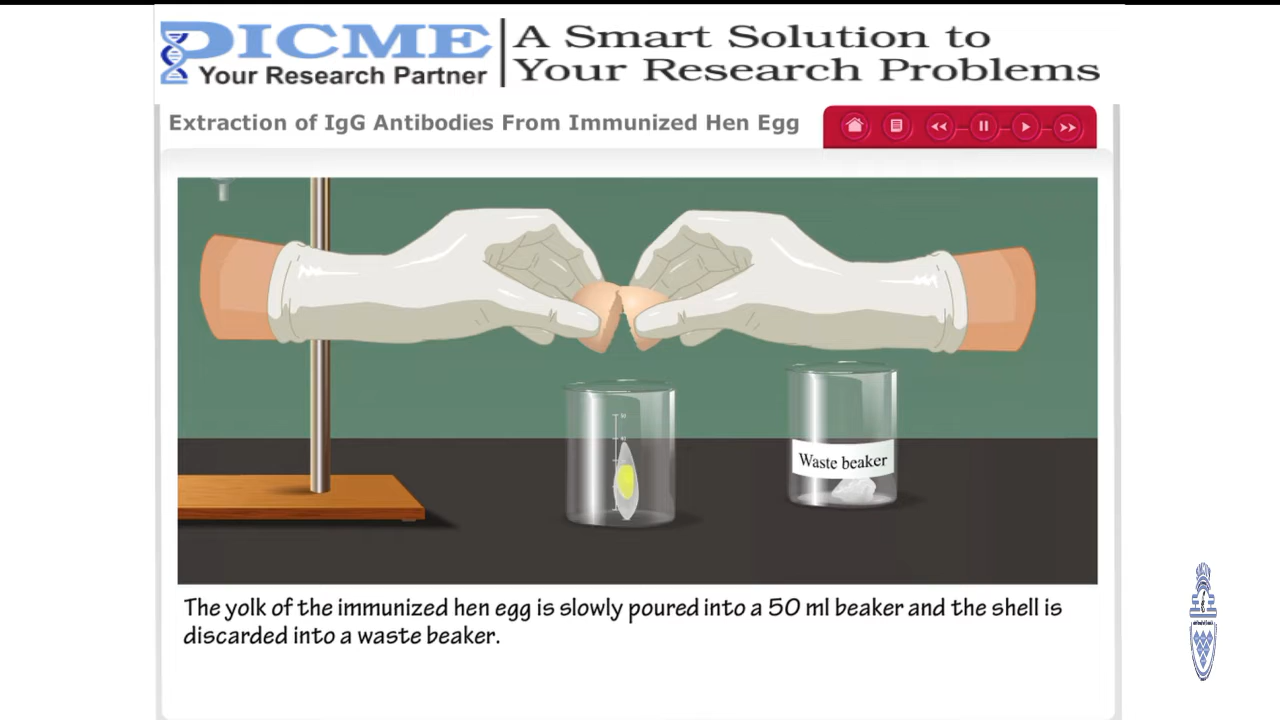 PICME
Your Research Partner
A Smart Solution to
Your Research Problems
Extraction of IgG Antibodies From Immunized Hen Egg
Waste beaker
The yolk of the immunized hen egg is slowly poured into a 50 ml beaker and the shell is
discarded into a waste beaker.